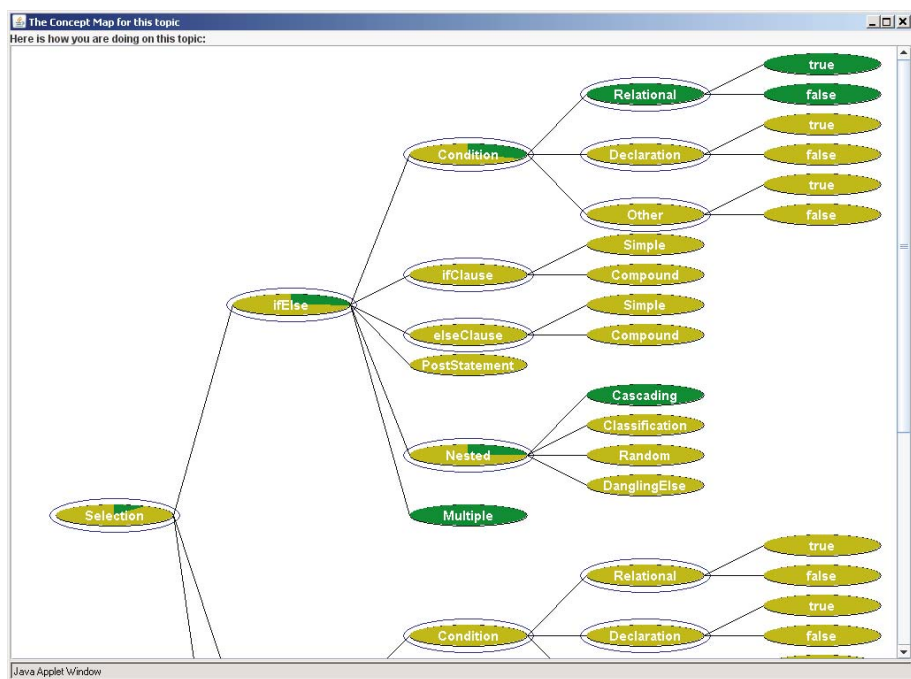 The Concept Map for this topic
Here is how you are doing on this topic:
true
Relational
false
true
Condition
Declaration
false
true
Other
false
Simple
ifClause
Compound
ifElse
Simple
elseClause
Compound
PostStatement
Cascading
Classification
Nested
Random
DanglingElse
Selection
Multiple
true
Relational
false
true
Condition
Declaration
false
Java Applet Window